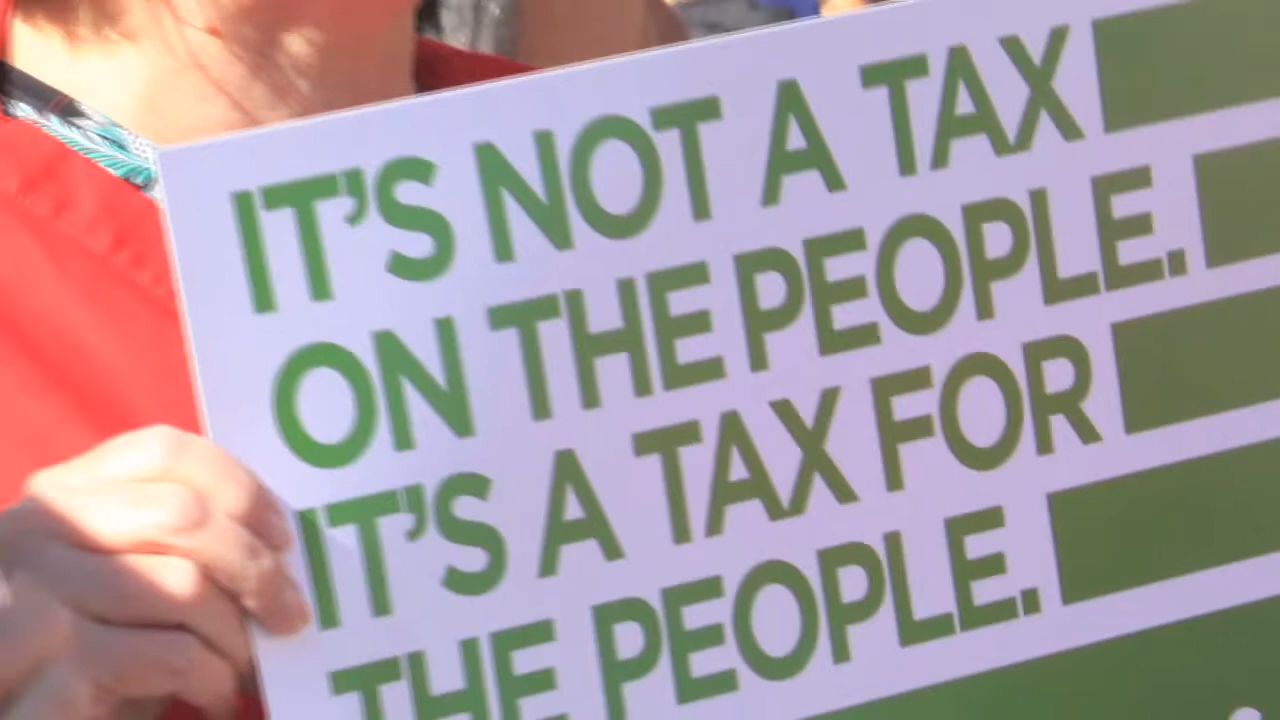 IT'S NOT A TAX
ON THE PEOPLE.
IT'S A TAX FOR
THE PEOPLE.